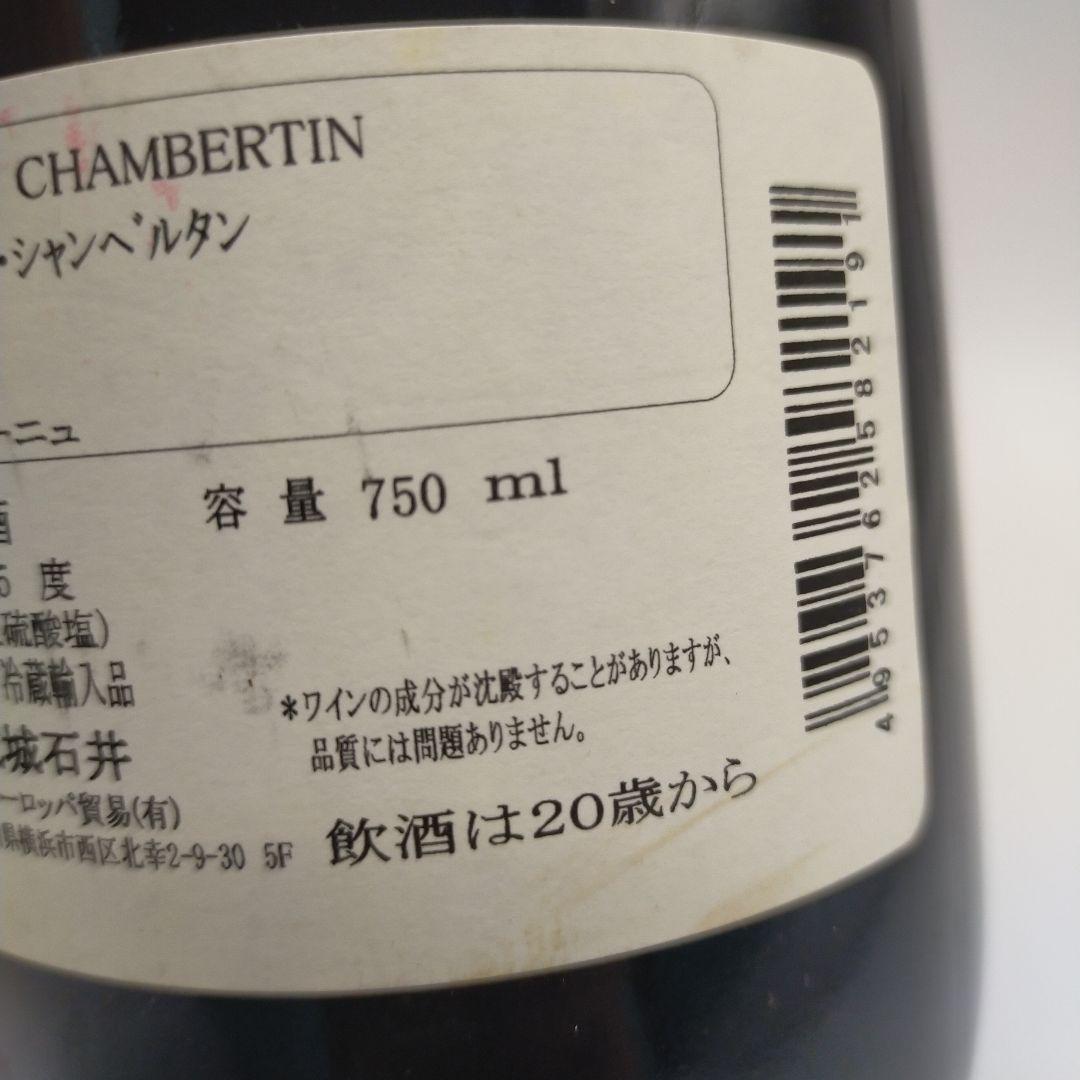 CHAMBERTIN
・シャンベルタン
ーニュ
容 量 750 ml
5 度
硫酸塩)
冷蔵輸入品
城石井
ーロッパ貿易(有)
県横浜市西区北幸2-9-30 5F
*ワインの成分が沈殿することがありますが、
品質には問題ありません。
飲酒は20歳から
4953762582191